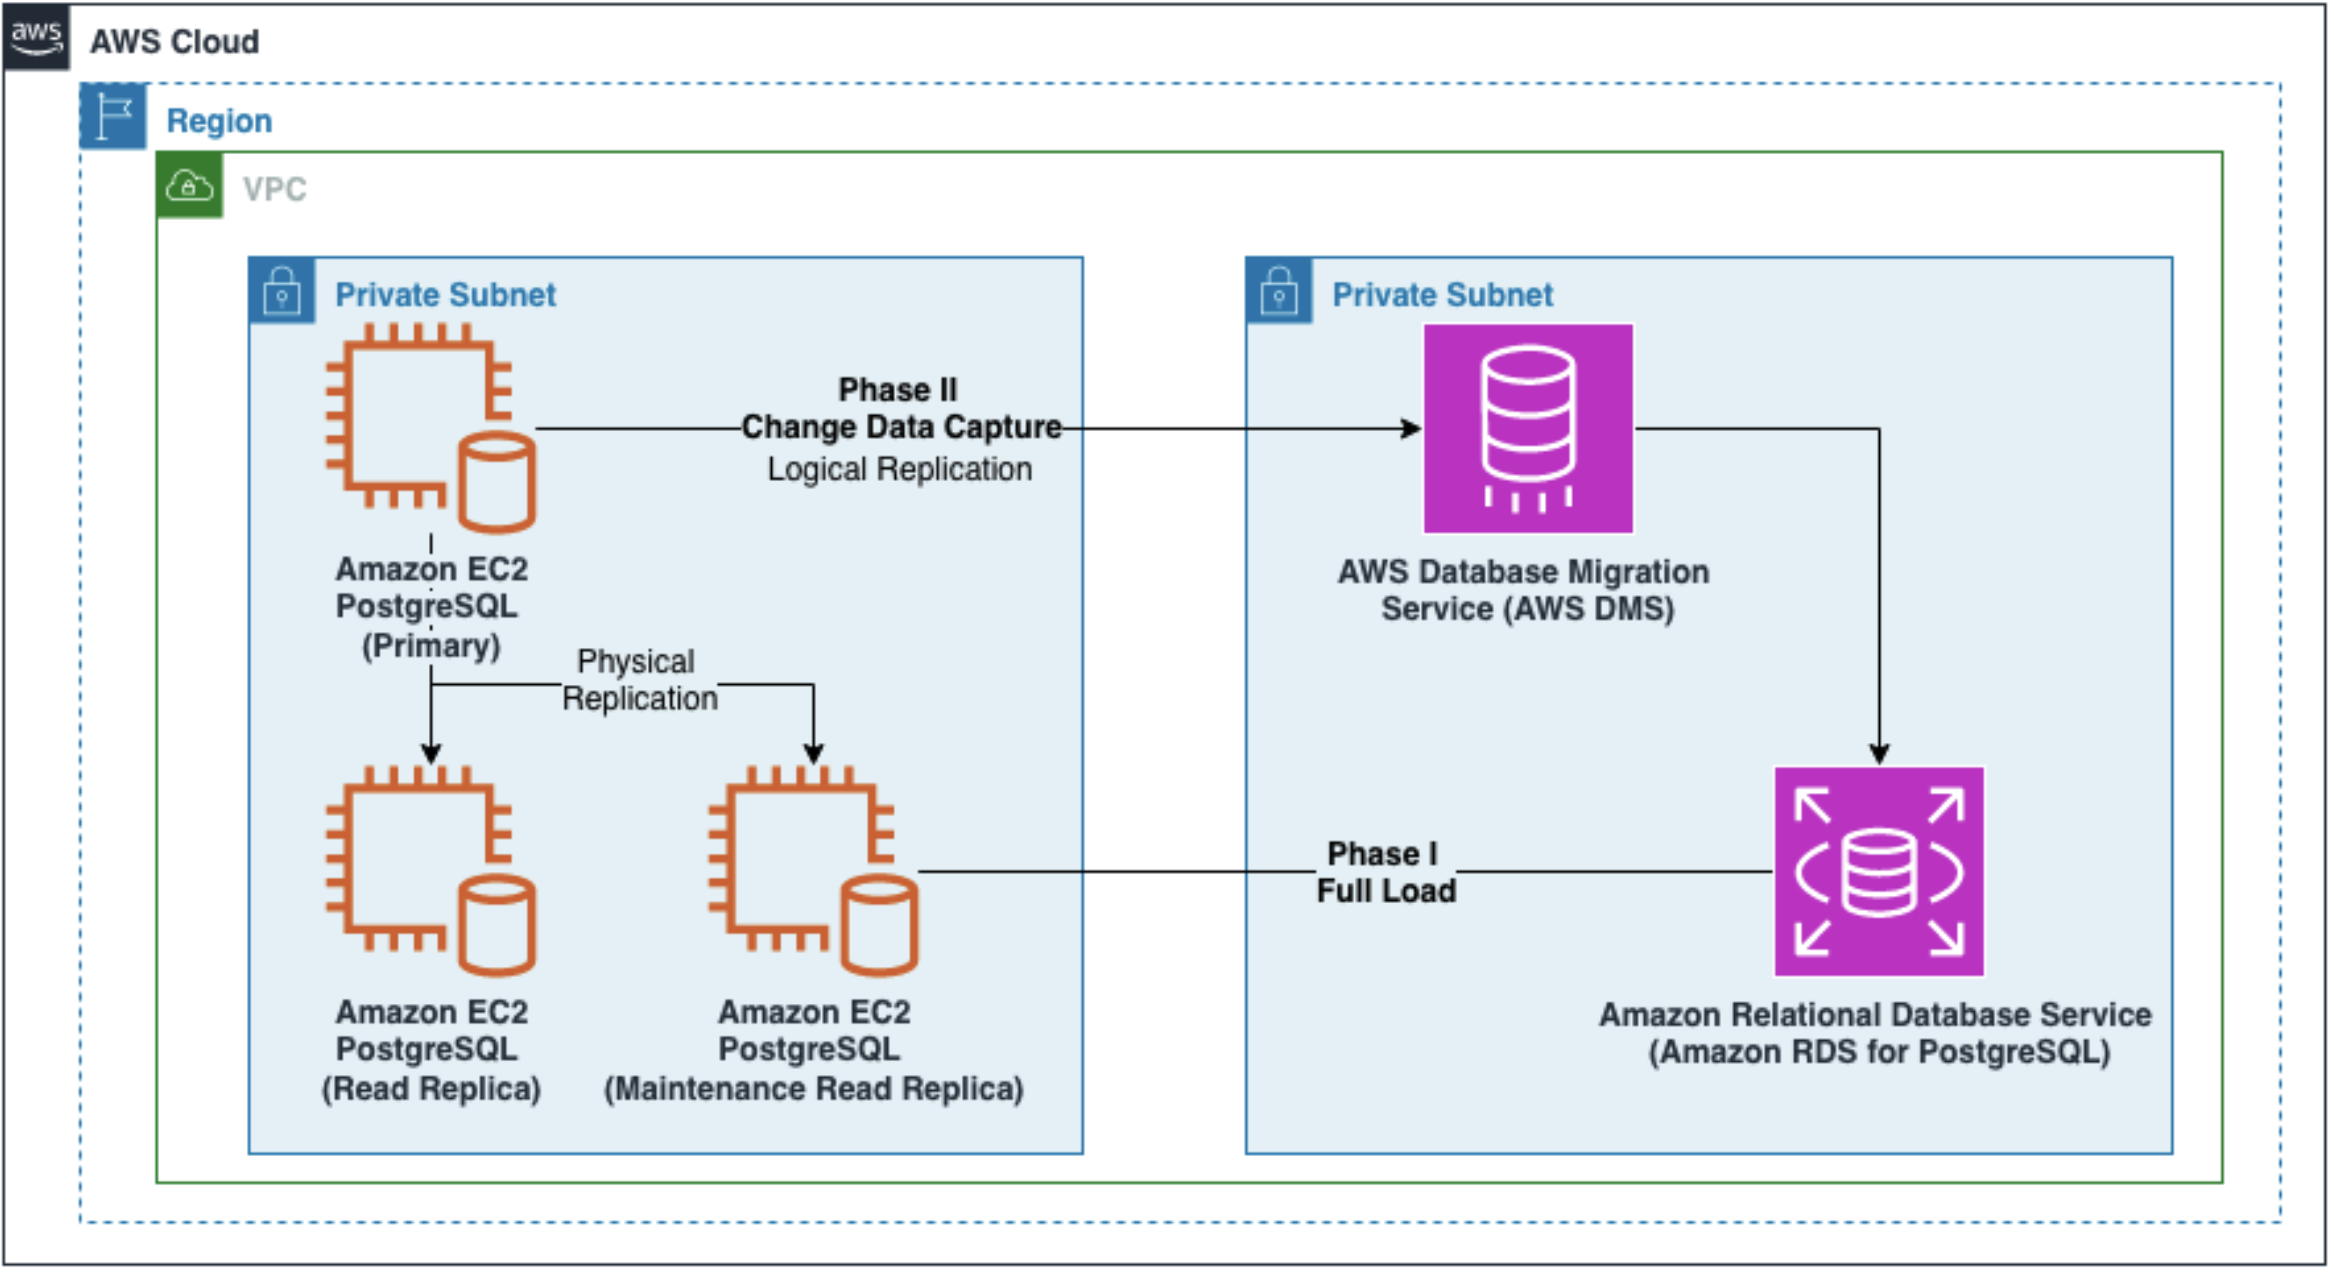 aws
AWS Cloud
Region
VPC
Private Subnet
Phase II
Change Data Capture
Logical Replication
Amazon EC2
PostgreSQL
(Primary)
Physical
Replication
Amazon EC2
PostgreSQL
(Read Replica)
Amazon EC2
PostgreSQL
(Maintenance Read Replica)
Private Subnet
AWS Database Migration
Service (AWS DMS)
Phase I
Full Load
Amazon Relational Database Service
(Amazon RDS for PostgreSQL)